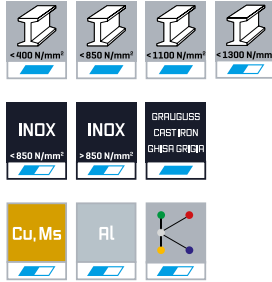 <400 N/mm² <850 N/mm² <1100 N/mm² <1300 N/mm²
INOX INOX GRAUGUSS
CAST IRON
GHISA GRIGIA
<850 N/mm² >850 N/mm²
Cu, Ms Al